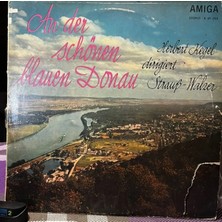 An der
schönen
blauen Donau
AMIGA
Herbert Kegel
dirigiert
Strauß-Walzer